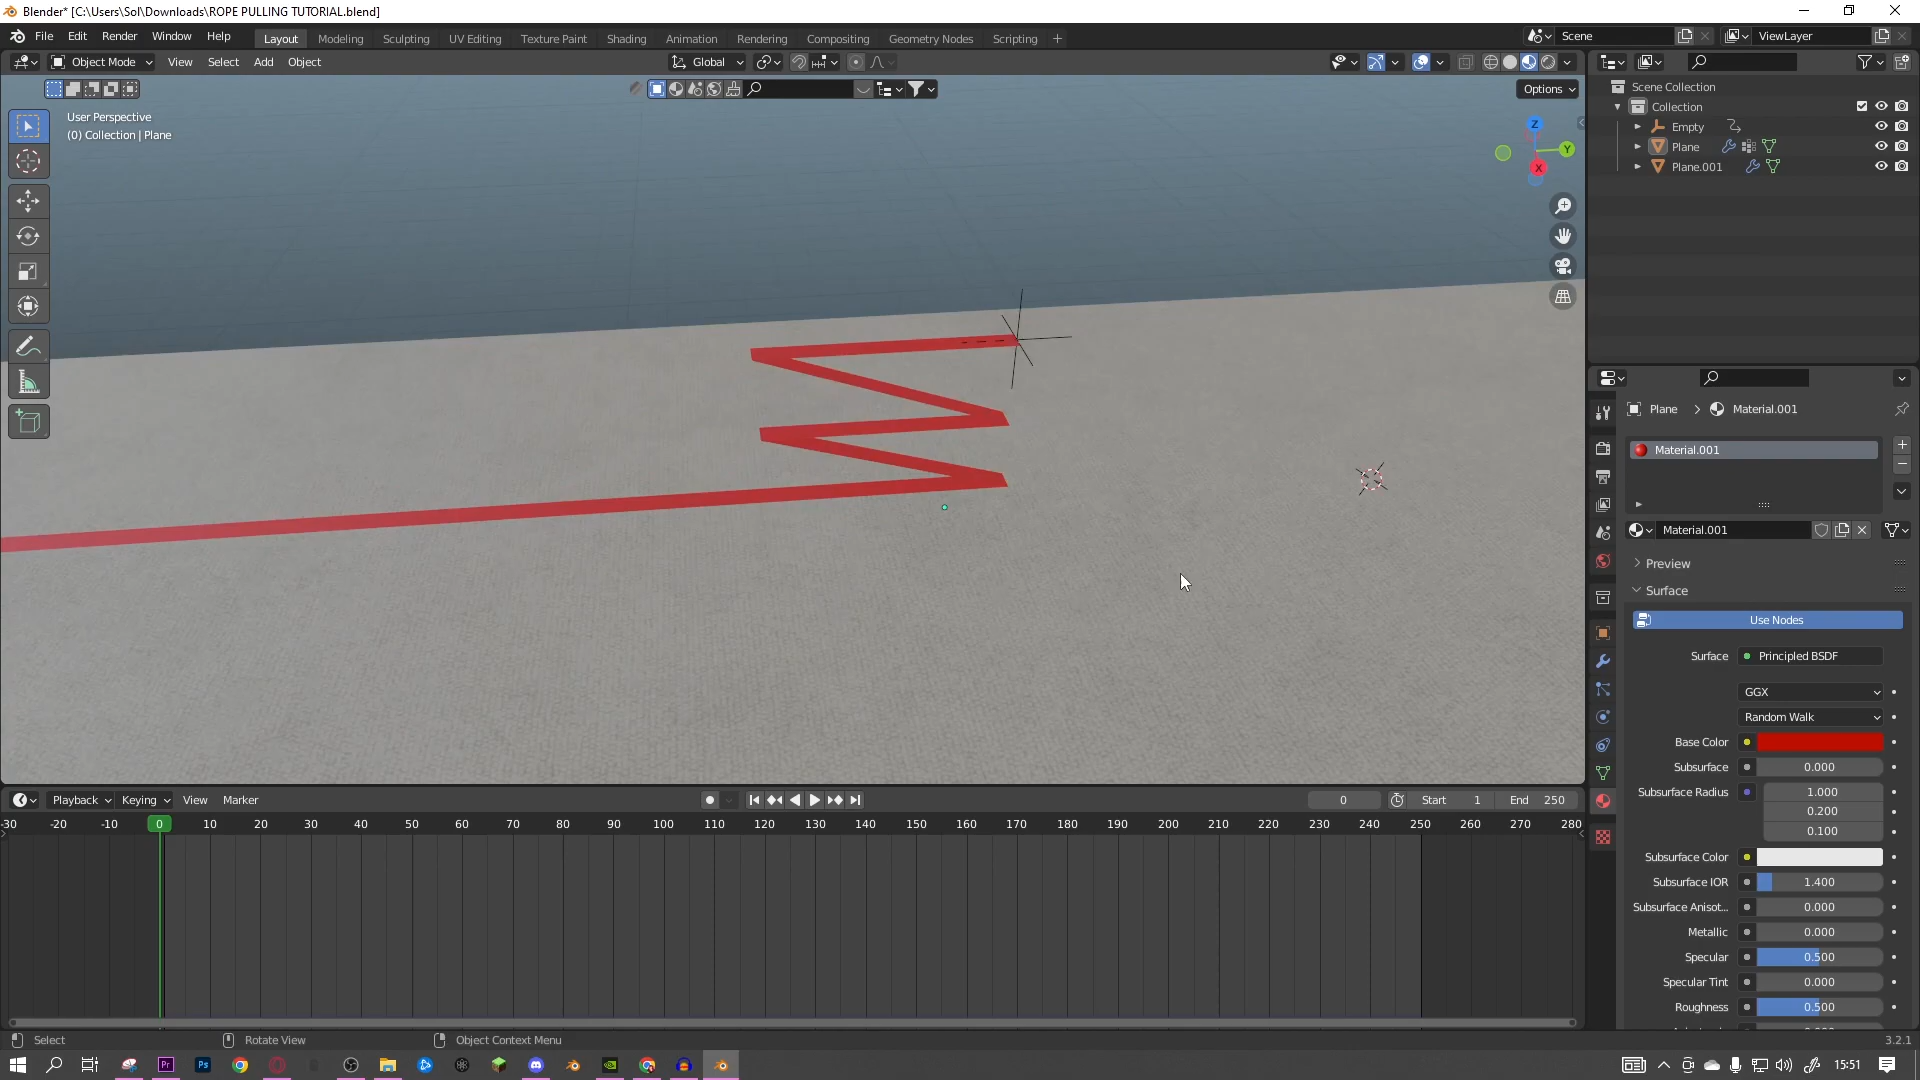 Blender* [C:\Users\Sol\Downloads\ROPE PULLING TUTORIAL.blend]
File Edit Render Window Help Layout Modeling Sculpting UV Editing Texture Paint Shading Animation Rendering Compositing Geometry Nodes Scripting + Scene ViewLayer
Object Mode View Select Add Object Global
Options
User Perspective
(0) Collection | Plane
Z
Y
X
Scene Collection
Collection
Empty
Plane
Plane.001
Plane > Material.001
Material.001
Material.001
Preview
Surface
Use Nodes
Surface Principled BSDF
GGX
Random Walk
Base Color
Subsurface 0.000
Subsurface Radius 1.000
0.200
0.100
Subsurface Color
Subsurface IOR 1.400
Subsurface Anisot... 0.000
Metallic 0.000
Specular 0.500
Specular Tint 0.000
Roughness 0.500
Playback Keying View Marker 0 Start 1 End 250
-30 -20 -10 0 10 20 30 40 50 60 70 80 90 100 110 120 130 140 150 160 170 180 190 200 210 220 230 240 250 260 270 280
Select Rotate View Object Context Menu 3.2.1
Pr Ps 15:51